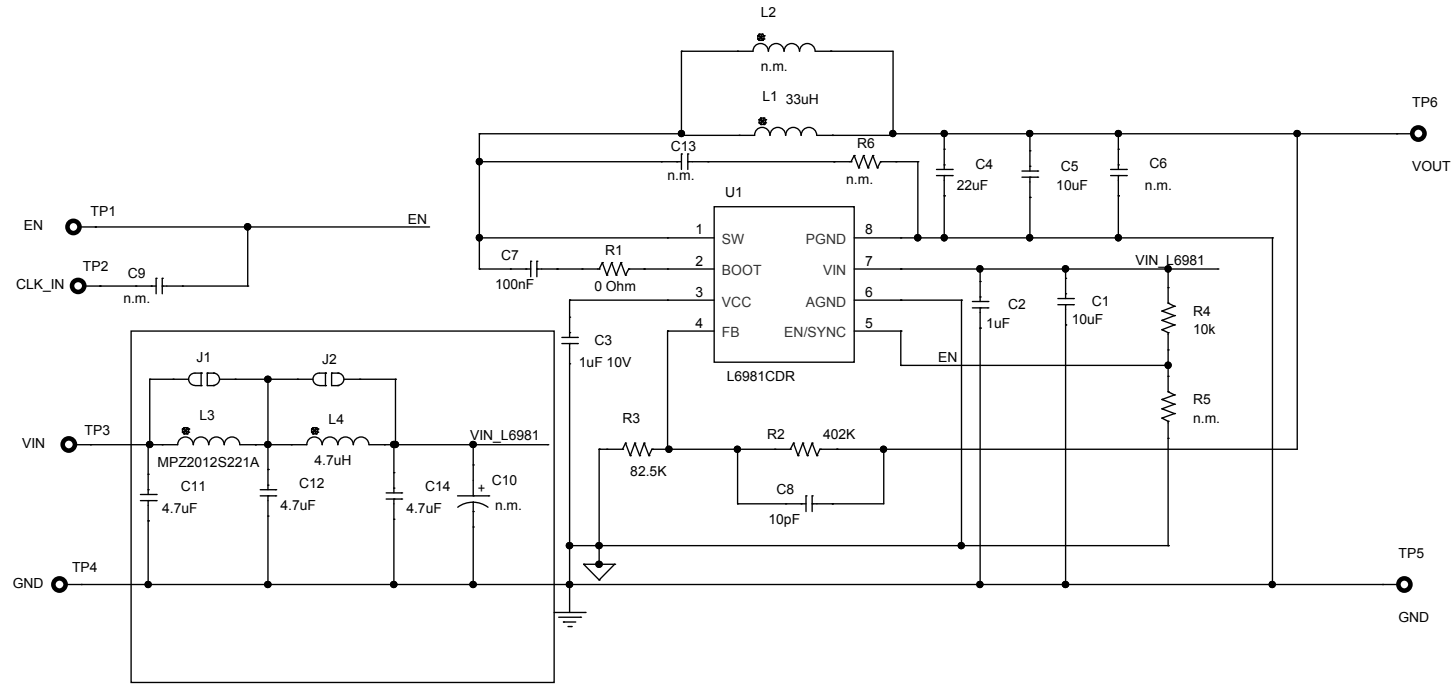 L2
n.m.
L1 33uH
TP6
VOUT
C13
n.m.
R6
n.m.
C4
22uF
C5
10uF
C6
n.m.
U1
EN
TP1
EN
CLK_IN
TP2
C9
n.m.
C7
100nF
R1
0 Ohm
1
SW
2
BOOT
3
VCC
4
FB
8
PGND
7
VIN
6
AGND
5
EN/SYNC
L6981CDR
VIN_L6981
C2
1uF
C1
10uF
R4
10k
EN
R5
n.m.
C3
1uF 10V
J1
J2
L3
MPZ2012S221A
L4
4.7uH
VIN
TP3
VIN_L6981
C11
4.7uF
C12
4.7uF
C14
4.7uF
+
C10
n.m.
R3
82.5K
R2
402K
C8
10pF
GND
TP4
TP5
GND